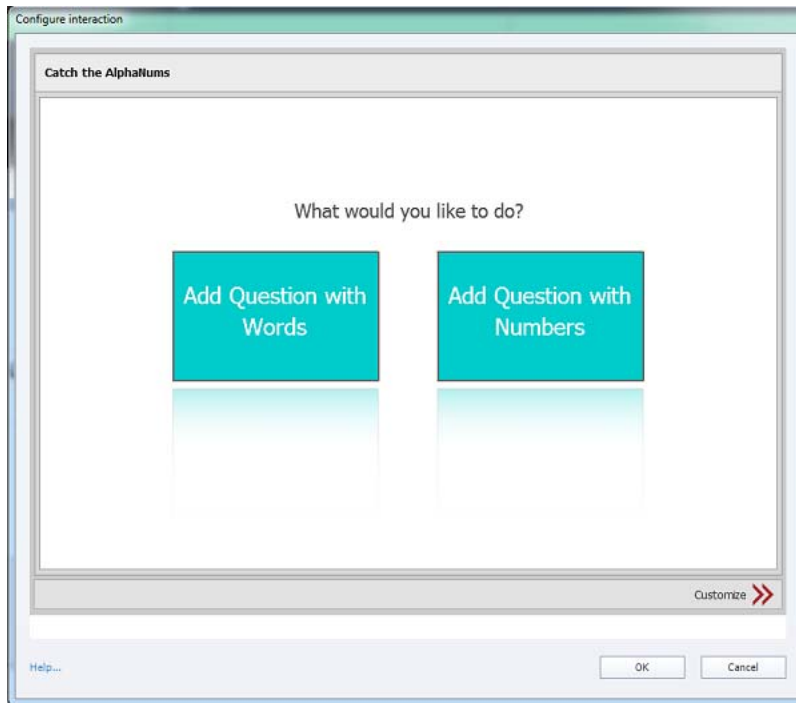 Configure interaction
Catch the AlphaNums
What would you like to do?
Add Question with
Words
Add Question with
Numbers
Customize
Help...
OK
Cancel